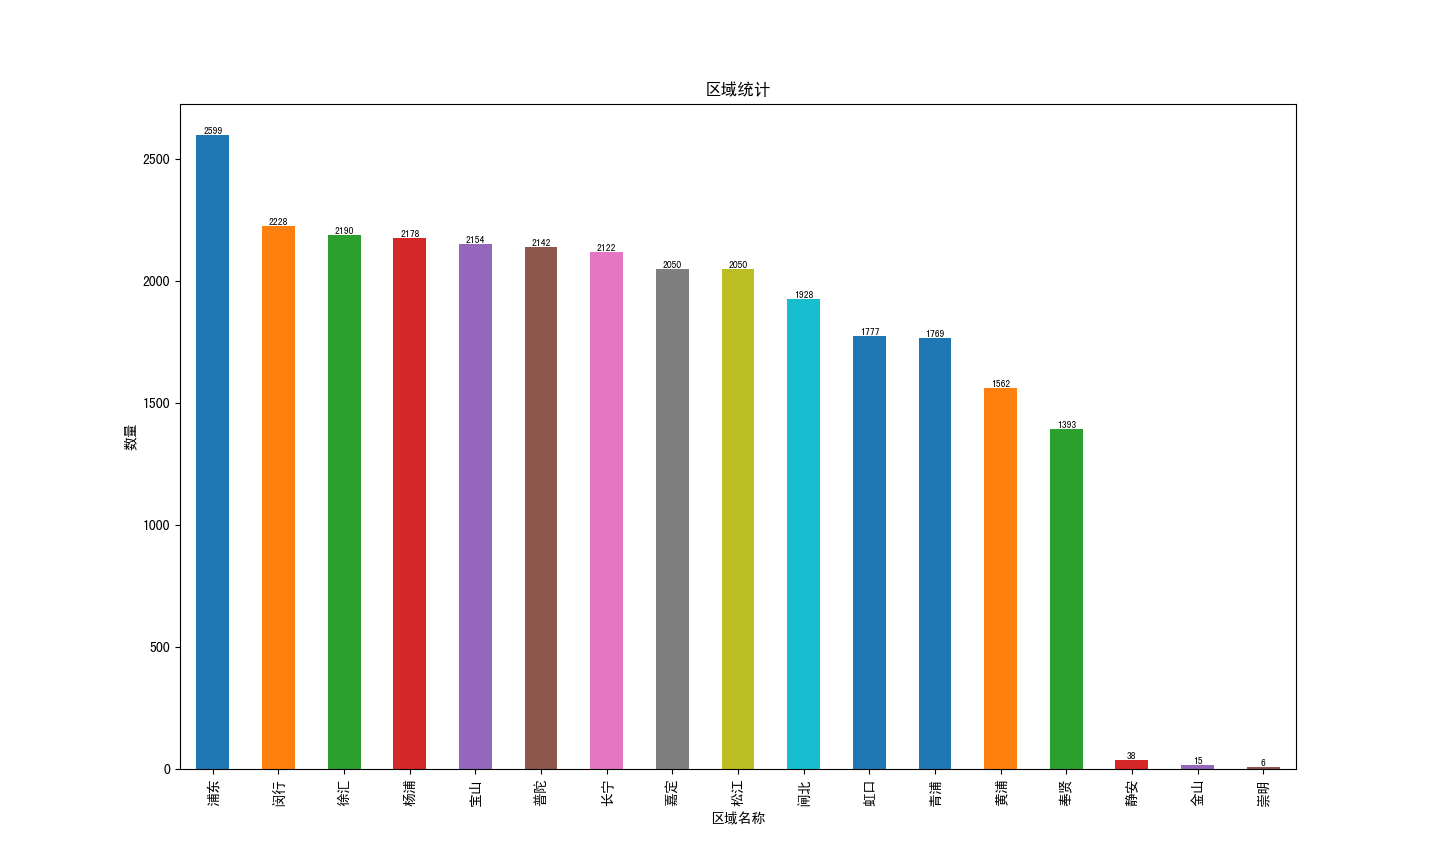 区域统计
2599
2228
2190
2178
2154
2142
2122
2050
2050
1928
1777
1769
1562
1393
38
15
6
2500
2000
1500
1000
500
0
数量
浦东
闵行
徐汇
杨浦
宝山
普陀
长宁
嘉定
松江
闸北
虹口
青浦
黄浦
奉贤
静安
金山
崇明
区域名称